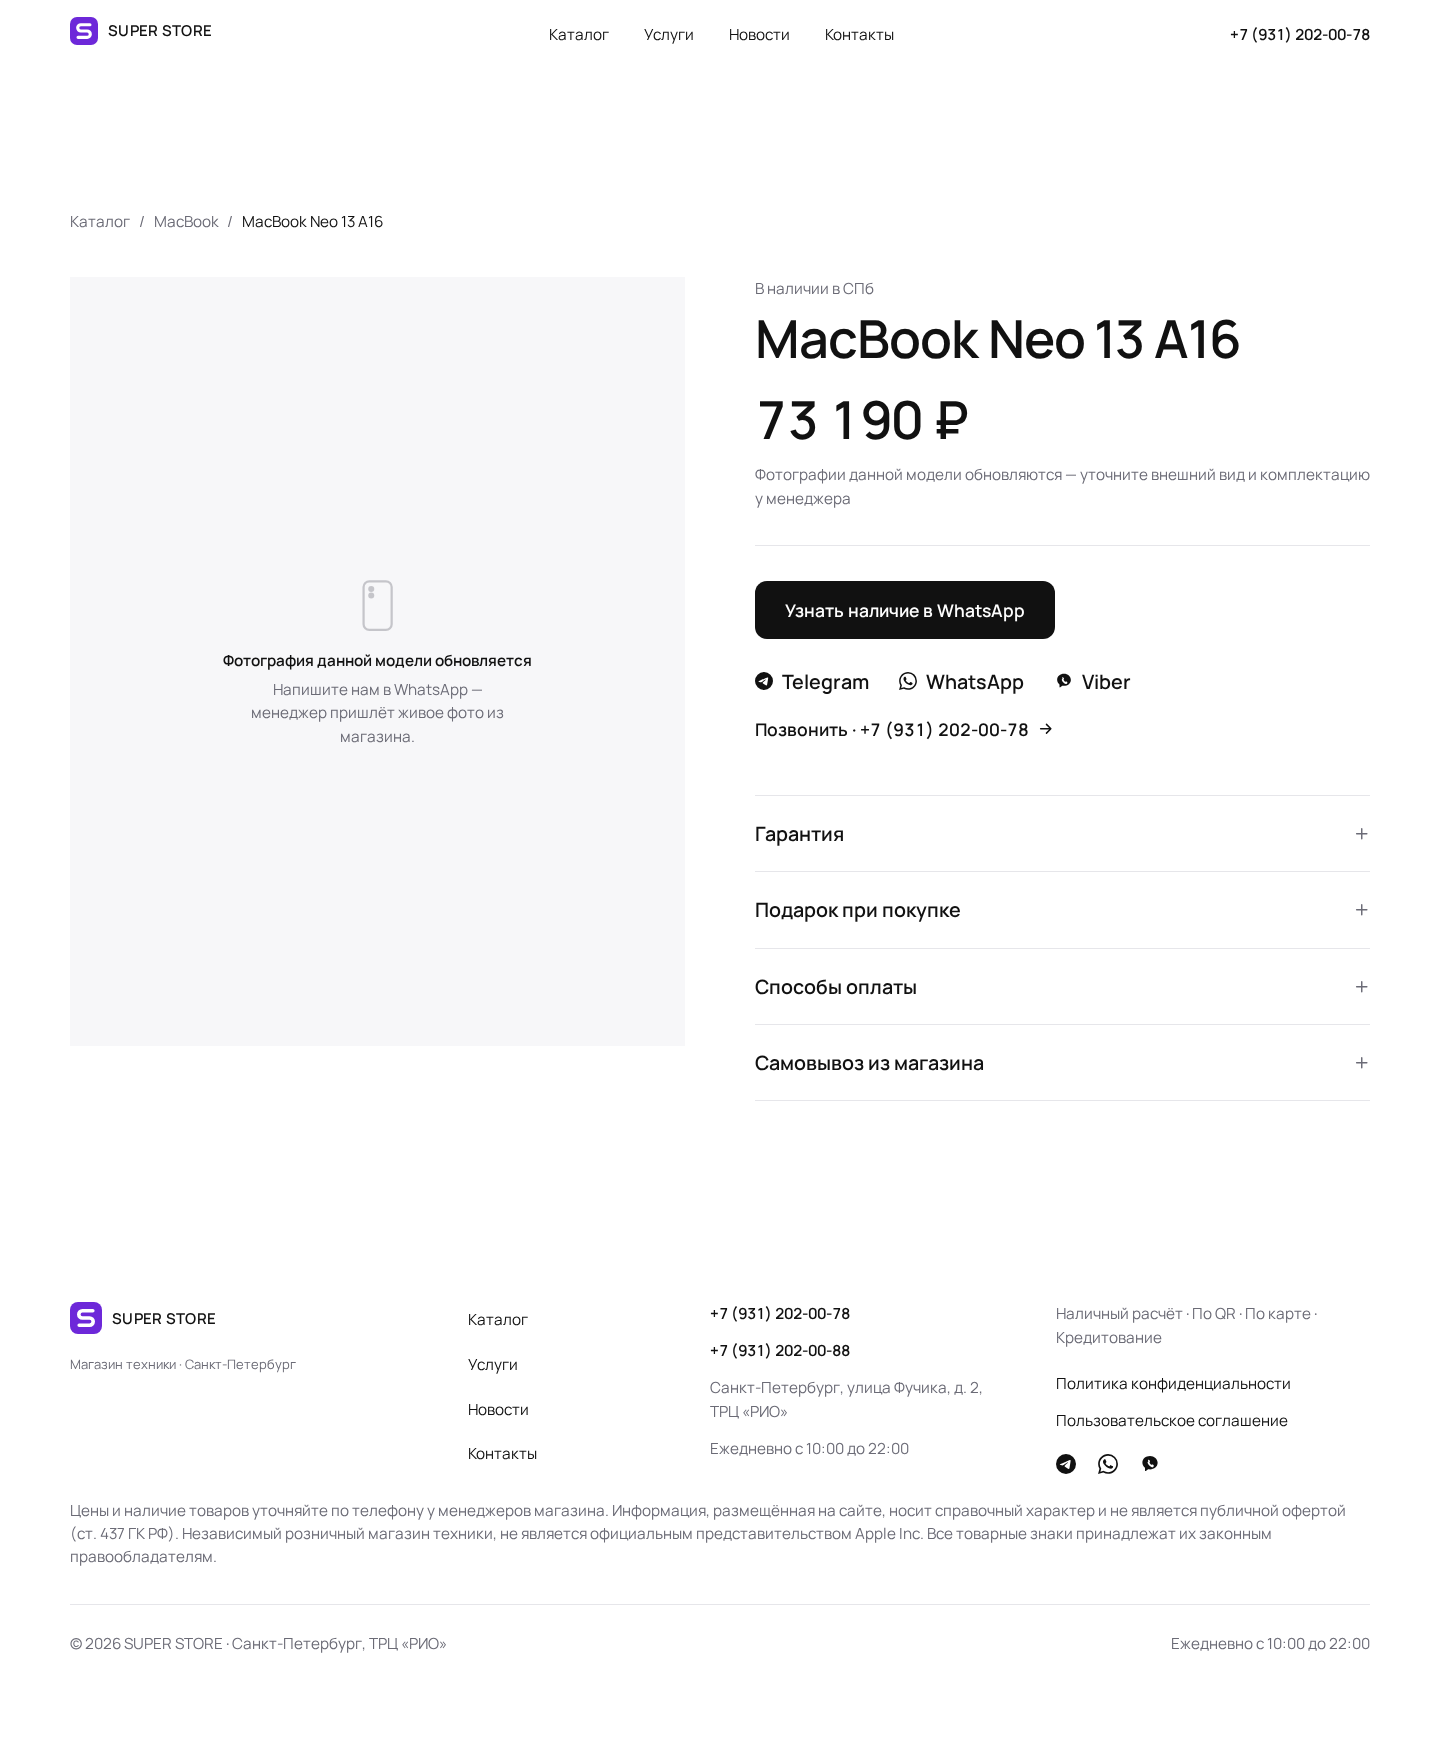 SUPER STORE
Каталог
Услуги
Новости
Контакты
+7 (931) 202-00-78
Каталог / MacBook / MacBook Neo 13 A16
Фотография данной модели обновляется
Напишите нам в WhatsApp —
менеджер пришлёт живое фото из
магазина.
В наличии в СПб
MacBook Neo 13 A16
73 190 ₽
Фотографии данной модели обновляются — уточните внешний вид и комплектацию
у менеджера
Узнать наличие в WhatsApp
Telegram
WhatsApp
Viber
Позвонить · +7 (931) 202-00-78 →
Гарантия +
Подарок при покупке +
Способы оплаты +
Самовывоз из магазина +
SUPER STORE
Магазин техники · Санкт-Петербург
Каталог
Услуги
Новости
Контакты
+7 (931) 202-00-78
+7 (931) 202-00-88
Санкт-Петербург, улица Фучика, д. 2,
ТРЦ «РИО»
Ежедневно с 10:00 до 22:00
Наличный расчёт · По QR · По карте ·
Кредитование
Политика конфиденциальности
Пользовательское соглашение
Цены и наличие товаров уточняйте по телефону у менеджеров магазина. Информация, размещённая на сайте, носит справочный характер и не является публичной офертой
(ст. 437 ГК РФ). Независимый розничный магазин техники, не является официальным представительством Apple Inc. Все товарные знаки принадлежат их законным
правообладателям.
© 2026 SUPER STORE · Санкт-Петербург, ТРЦ «РИО»
Ежедневно с 10:00 до 22:00